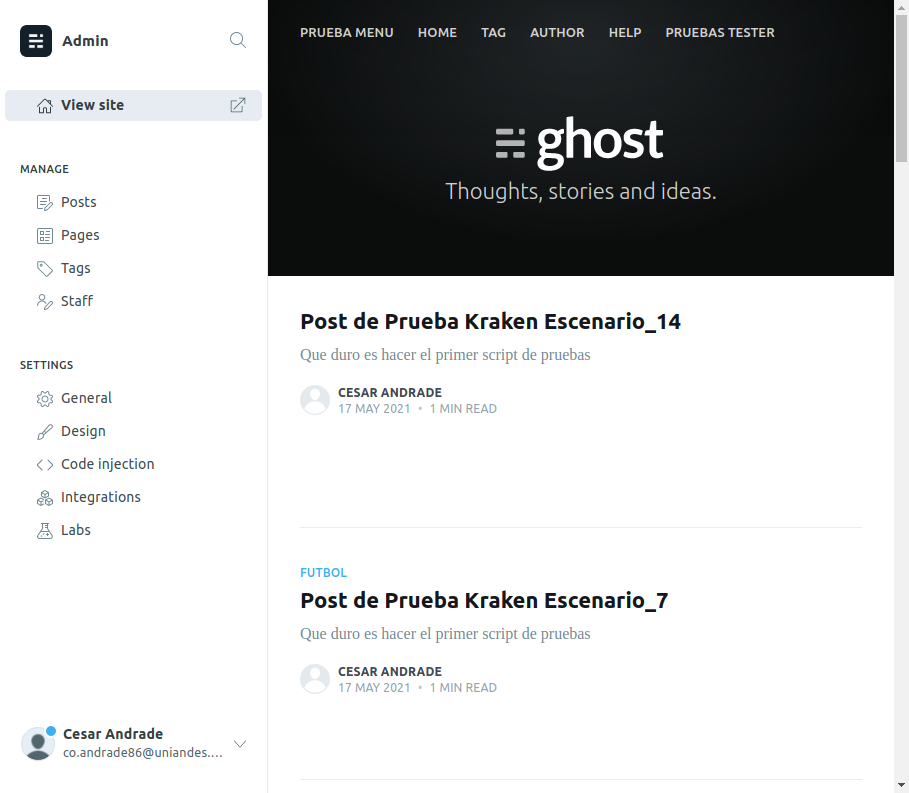 Admin
View site
MANAGE
Posts
Pages
Tags
Staff
SETTINGS
General
Design
Code injection
Integrations
Labs
Cesar Andrade
co.andrade86@uniandes....
PRUEBA MENU HOME TAG AUTHOR HELP PRUEBAS TESTER
ghost
Thoughts, stories and ideas.
Post de Prueba Kraken Escenario_14
Que duro es hacer el primer script de pruebas
CESAR ANDRADE
17 MAY 2021 • 1 MIN READ
FUTBOL
Post de Prueba Kraken Escenario_7
Que duro es hacer el primer script de pruebas
CESAR ANDRADE
17 MAY 2021 • 1 MIN READ